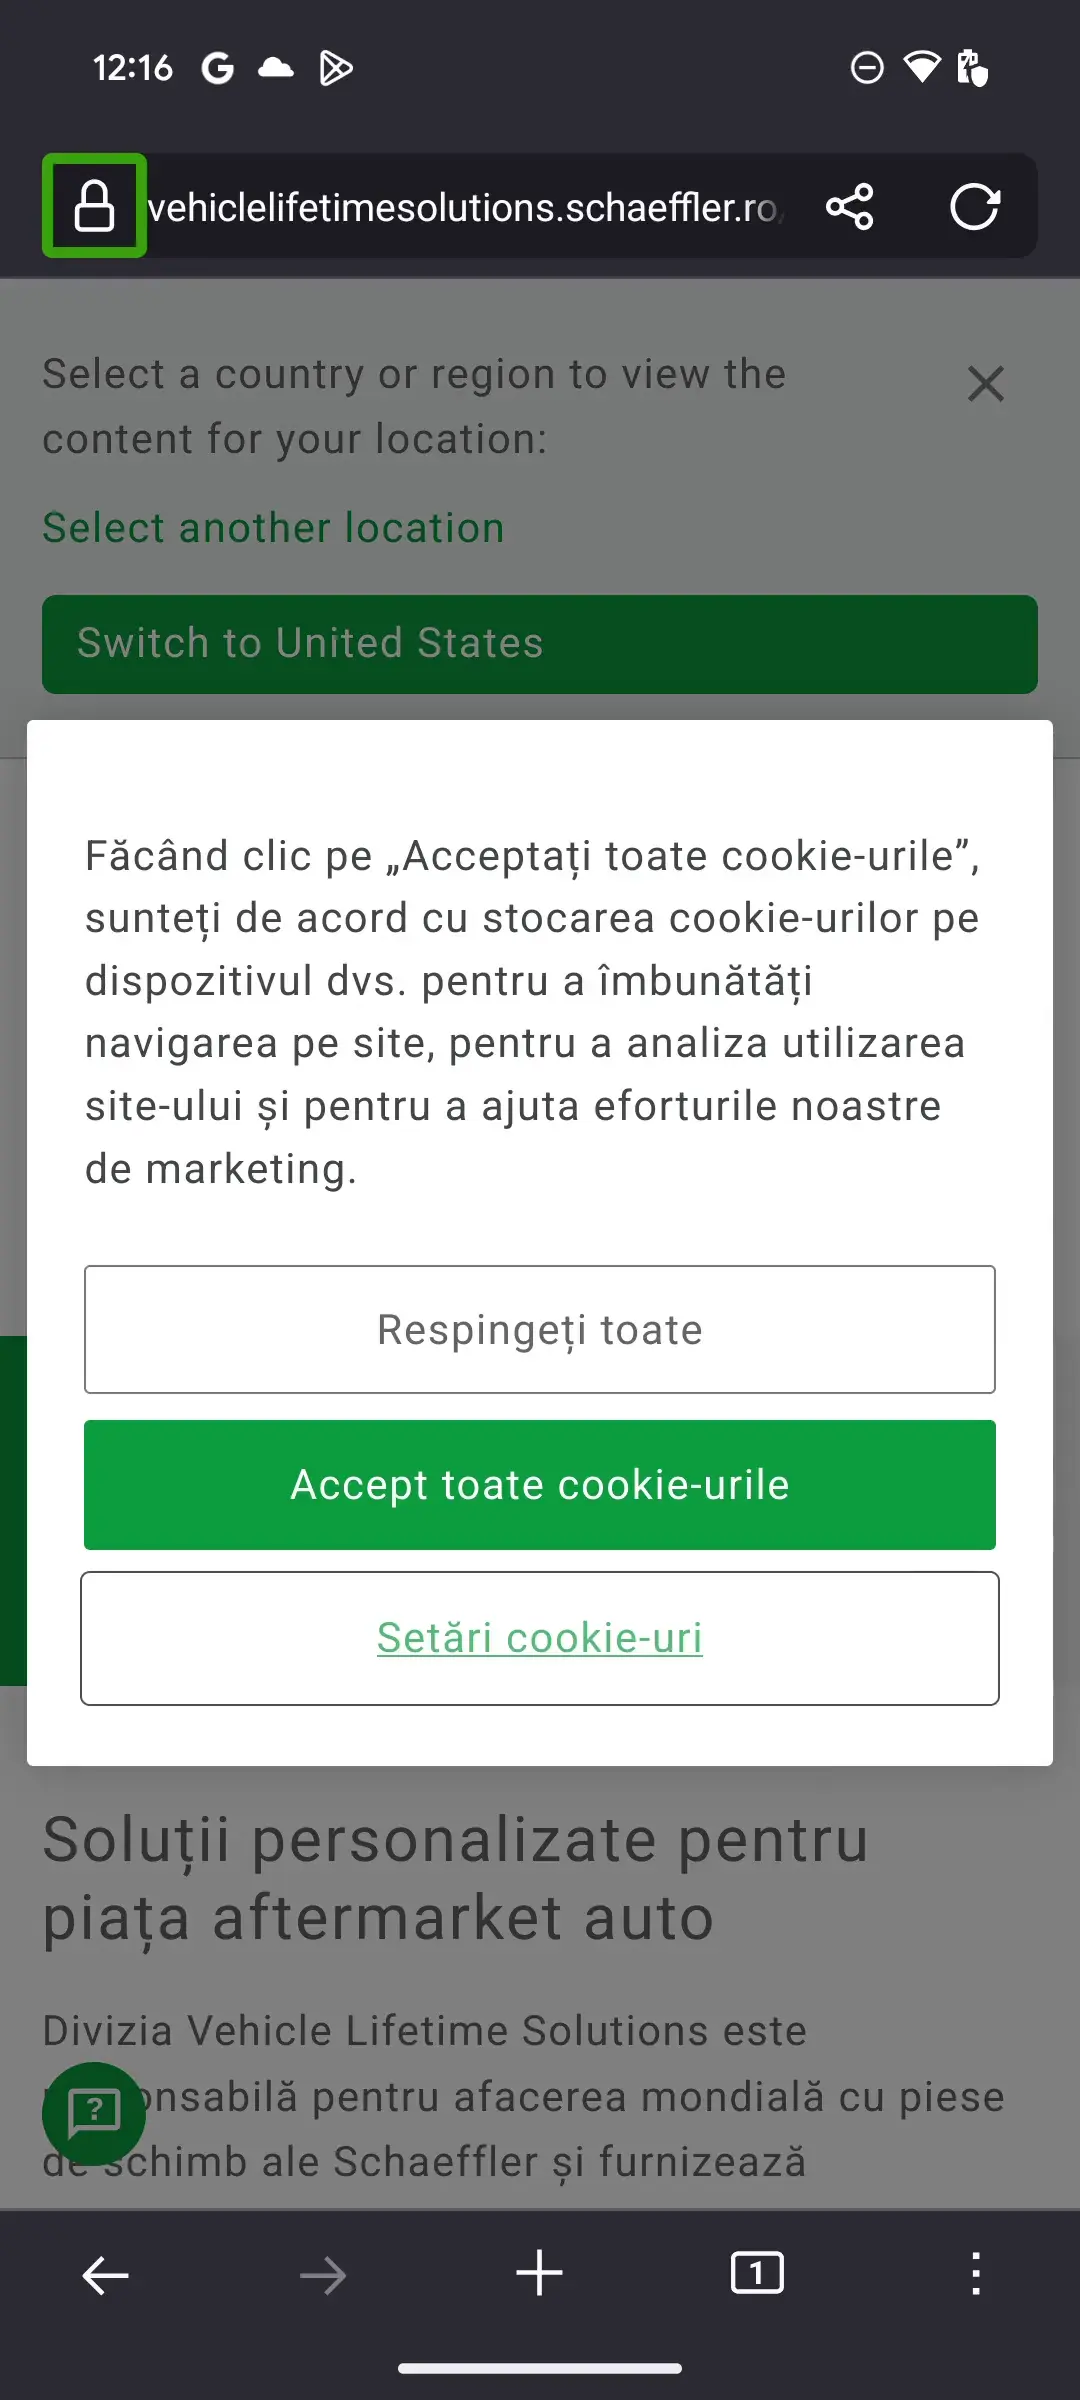 12:16
vehiclelifetimesolutions.schaeffler.ro
Select a country or region to view the
content for your location:
Select another location
Switch to United States
Făcând clic pe „Acceptați toate cookie-urile”,
sunteți de acord cu stocarea cookie-urilor pe
dispozitivul dvs. pentru a îmbunătăți
navigarea pe site, pentru a analiza utilizarea
site-ului și pentru a ajuta eforturile noastre
de marketing.
Respingeți toate
Accept toate cookie-urile
Setări cookie-uri
Soluții personalizate pentru
piața aftermarket auto
Divizia Vehicle Lifetime Solutions este
onsabilă pentru afacerea mondială cu piese
de schimb ale Schaeffler și furnizează
1